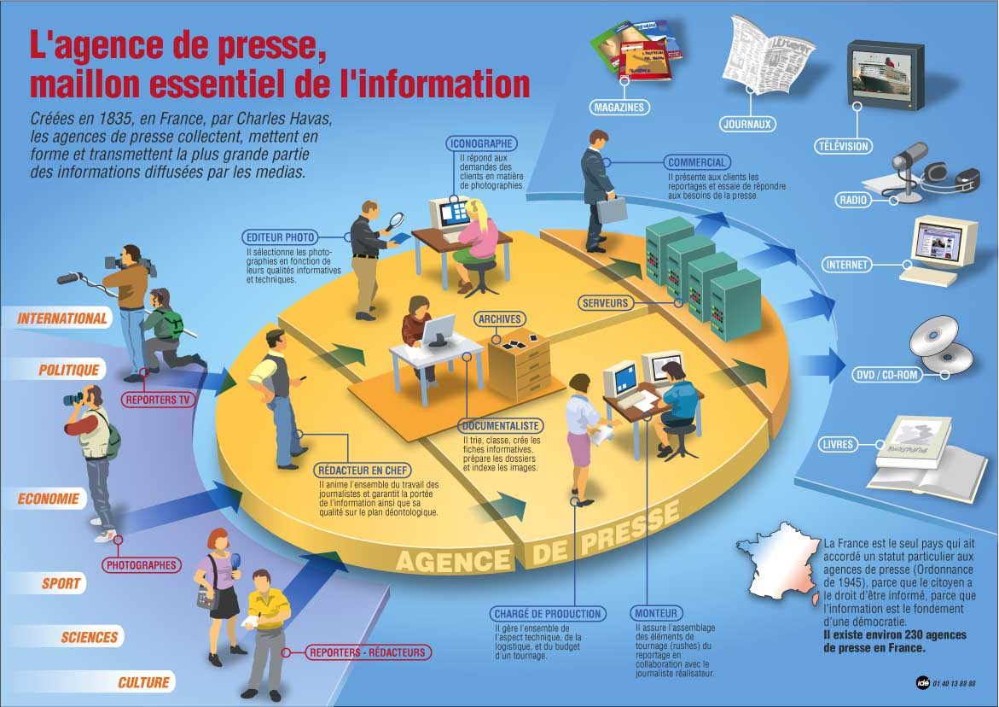 L'agence de presse,
maillon essentiel de l'information
Créées en 1835, en France, par Charles Havas,
les agences de presse collectent, mettent en
forme et transmettent la plus grande partie
des informations diffusées par les medias.
MAGAZINES
JOURNAUX
TÉLÉVISION
RADIO
INTERNET
DVD / CD-ROM
LIVRES
ICONOGRAPHE
Il répond aux
demandes des
clients en matière
de photographies.
COMMERCIAL
Il présente aux clients les
reportages et essaie de répondre
aux besoins de la presse.
EDITEUR PHOTO
Il sélectionne les photo-
graphies en fonction de
leurs qualités informatives
et techniques.
SERVEURS
ARCHIVES
DOCUMENTALISTE
Il trie, classe, crée les
fiches informatives,
prépare les dossiers
et indexe les images.
RÉDACTEUR EN CHEF
Il anime l'ensemble du travail des
journalistes et garantit la portée
de l'information ainsi que sa
qualité sur le plan déontologique.
INTERNATIONAL
POLITIQUE
REPORTERS TV
ECONOMIE
PHOTOGRAPHES
SPORT
SCIENCES
CULTURE
REPORTERS - RÉDACTEURS
AGENCE DE PRESSE
CHARGÉ DE PRODUCTION
Il gère l'ensemble de
l'aspect technique, de la
logistique, et du budget
d'un tournage.
MONTEUR
Il assure l'assemblage
des éléments de
tournage (rushes) du
reportage en
collaboration avec le
journaliste réalisateur.
La France est le seul pays qui ait
accordé un statut particulier aux
agences de presse (Ordonnance
de 1945), parce que le citoyen a
le droit d'être informé, parce que
l'information est le fondement
d'une démocratie.
Il existe environ 230 agences
de presse en France.
idé 01 40 13 88 88